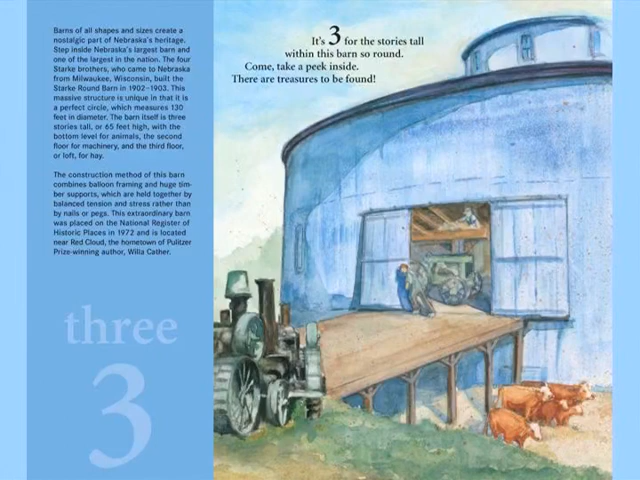 Barns of all shapes and sizes create a
nostalgic part of Nebraska's heritage.
Step inside Nebraska's largest barn and
one of the largest in the nation. The four
Starke brothers, who came to Nebraska
from Milwaukee, Wisconsin, built the
Starke Round Barn in 1902–1903. This
massive structure is unique in that it is
a perfect circle, which measures 130
feet in diameter. The barn itself is three
stories tall, or 65 feet high, with the
bottom level for animals, the second
floor for machinery, and the third floor,
or loft, for hay.
The construction method of this barn
combines balloon framing and huge tim-
ber supports, which are held together by
balanced tension and stress rather than
by nails or pegs. This extraordinary barn
was placed on the National Register of
Historic Places in 1972 and is located
near Red Cloud, the hometown of Pulitzer
Prize-winning author, Willa Cather.
three
3
It's 3 for the stories tall
within this barn so round.
Come, take a peek inside.
There are treasures to be found!